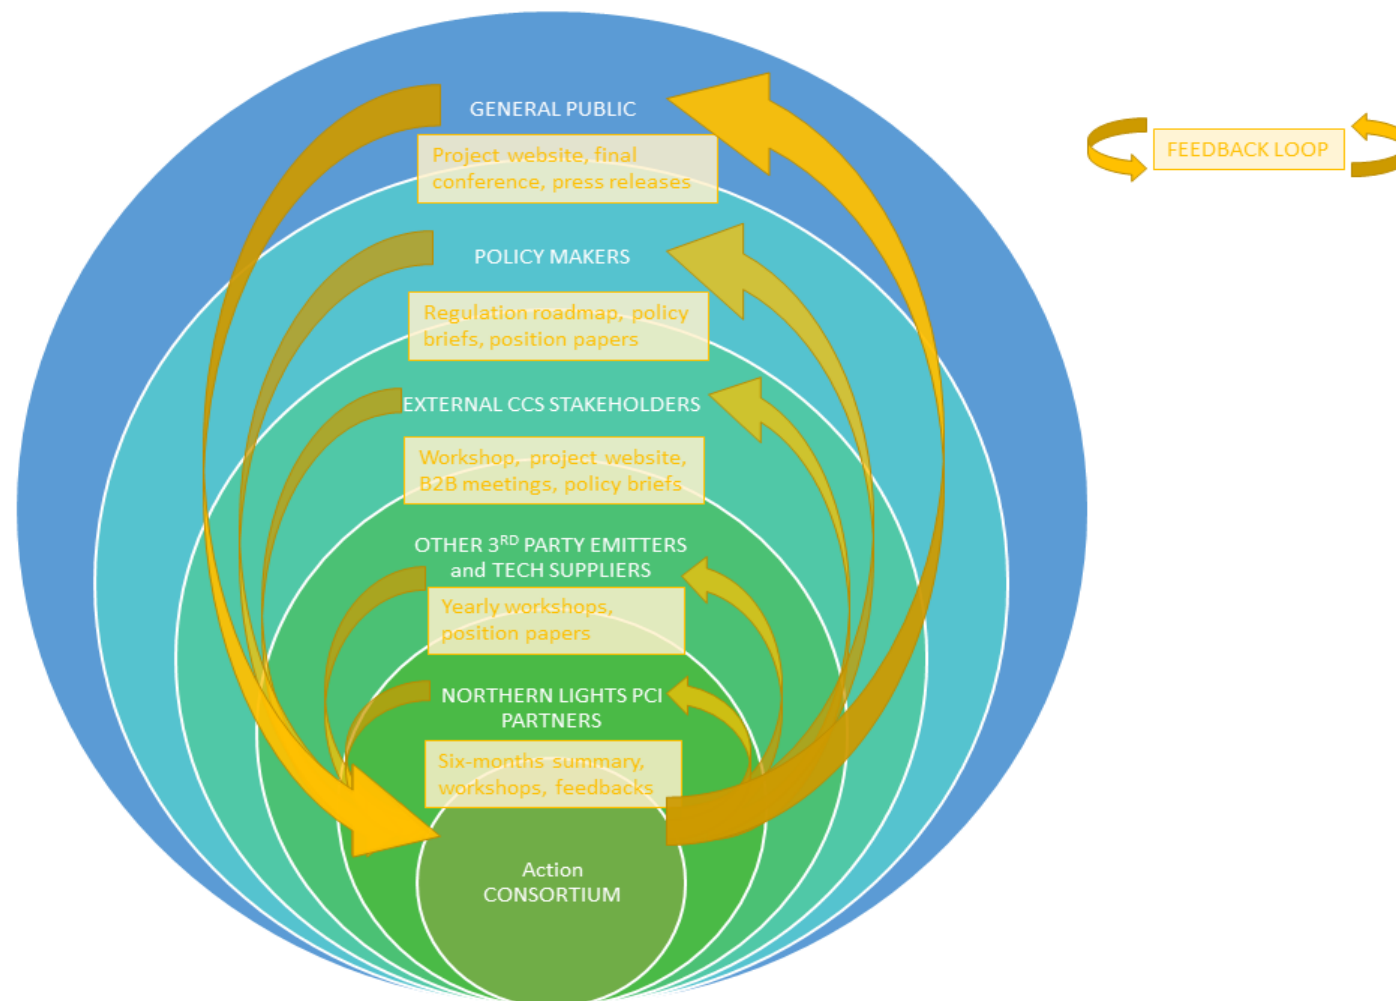 GENERAL PUBLIC
Project website, final
conference, press releases
FEEDBACK LOOP
POLICY MAKERS
Regulation roadmap, policy
briefs, position papers
EXTERNAL CCS STAKEHOLDERS
Workshop, project website,
B2B meetings, policy briefs
OTHER 3RD PARTY EMITTERS
and TECH SUPPLIERS
Yearly workshops,
position papers
NORTHERN LIGHTS PCI
PARTNERS
Six-months summary,
workshops, feedbacks
Action
CONSORTIUM